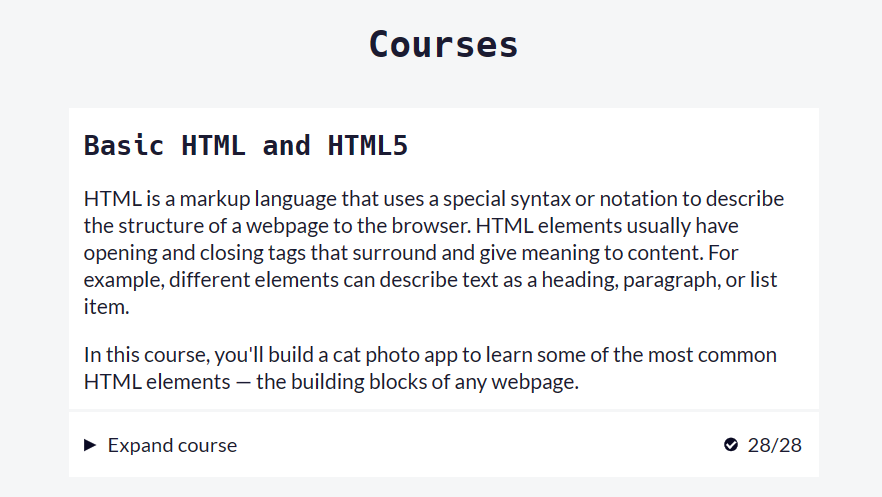 Courses
Basic HTML and HTML5
HTML is a markup language that uses a special syntax or notation to describe
the structure of a webpage to the browser. HTML elements usually have
opening and closing tags that surround and give meaning to content. For
example, different elements can describe text as a heading, paragraph, or list
item.
In this course, you'll build a cat photo app to learn some of the most common
HTML elements — the building blocks of any webpage.
Expand course 28/28